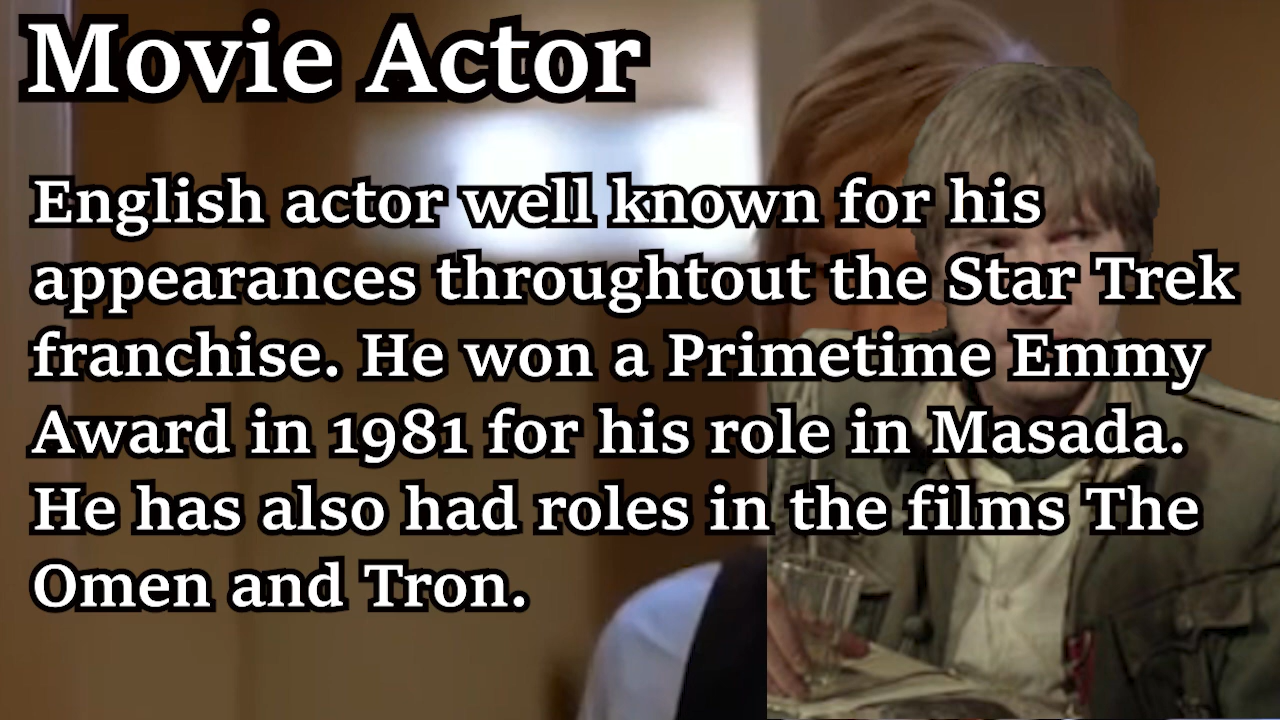 Movie Actor
English actor well known for his
appearances throughtout the Star Trek
franchise. He won a Primetime Emmy
Award in 1981 for his role in Masada.
He has also had roles in the films The
Omen and Tron.